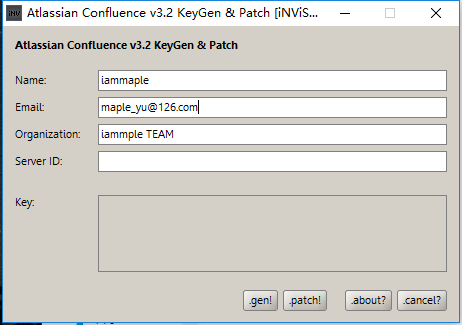 iNV Atlassian Confluence v3.2 KeyGen & Patch [iNViS...
Atlassian Confluence v3.2 KeyGen & Patch
Name: iammaple
Email: maple_yu@126.com
Organization: iammple TEAM
Server ID:
Key:
.gen! .patch! .about? .cancel?